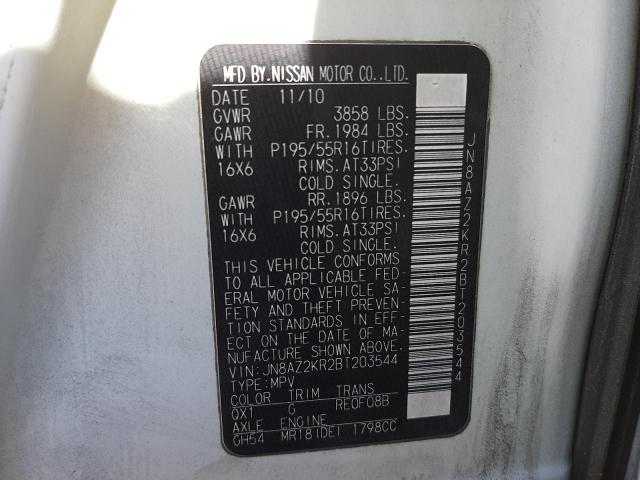 MFD BY. NISSAN MOTOR CO.,LTD.
DATE 11/10
GVWR 3858 LBS.
GAWR FR. 1984 LBS.
WITH P195/55R16TIRES.
16X6 RIMS. AT33PSI
COLD SINGLE.
GAWR RR. 1896 LBS.
WITH P195/55R16TIRES.
16X6 RIMS. AT33PSI
COLD SINGLE.
THIS VEHICLE CONFORMS
TO ALL APPLICABLE FED-
ERAL MOTOR VEHICLE SA-
FETY AND THEFT PREVEN-
TION STANDARDS IN EFF-
ECT ON THE DATE OF MA-
NUFACTURE SHOWN ABOVE.
VIN: JN8AZ2KR2BT203544
TYPE: MPV
COLOR TRIM TRANS
QX1 G RE0F08B
AXLE ENGINE
GH54 MR18(DE) 1798CC
JN8AZ2KR2BT203544